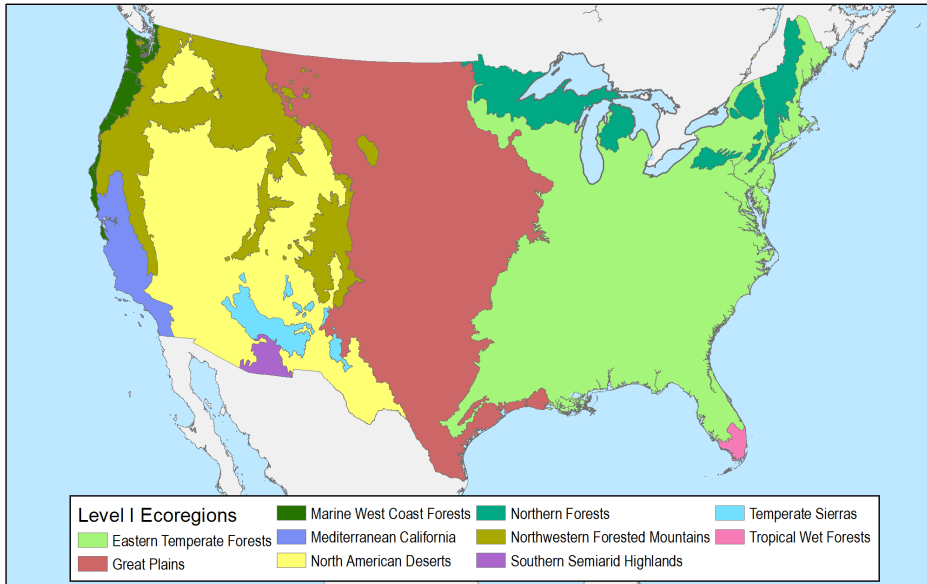 Level I Ecoregions
Eastern Temperate Forests
Great Plains
Marine West Coast Forests
Mediterranean California
North American Deserts
Northern Forests
Northwestern Forested Mountains
Southern Semiarid Highlands
Temperate Sierras
Tropical Wet Forests